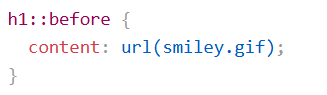 h1::before {
  content: url(smiley.gif);
}